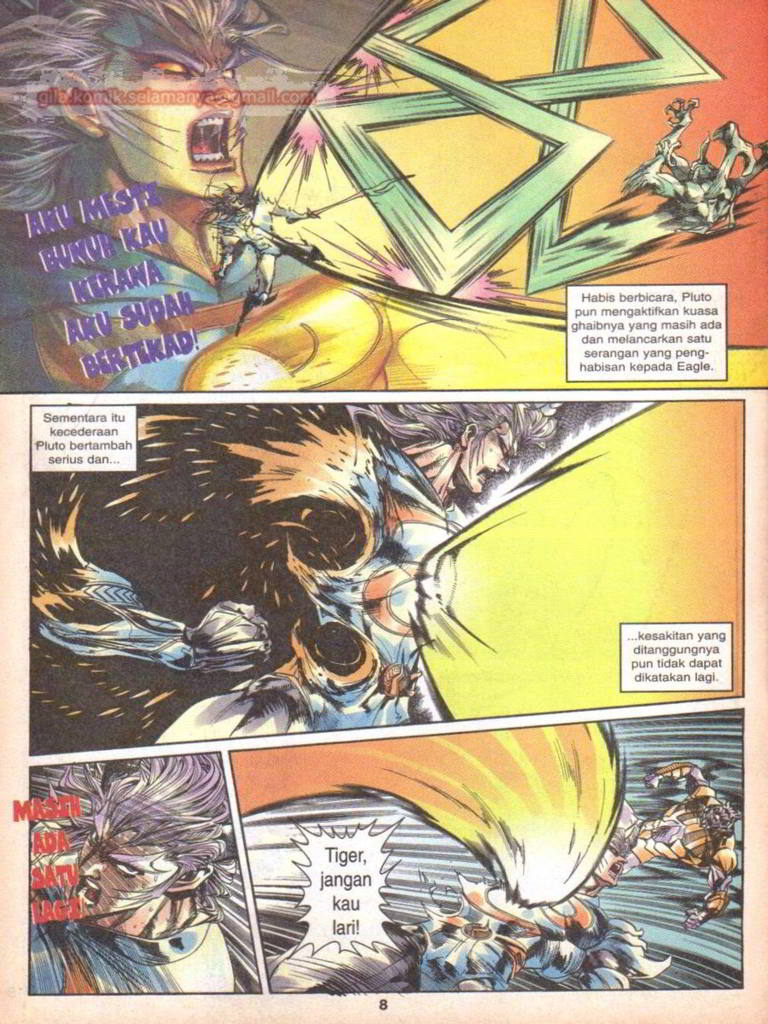 gila.komik.selamanya@gmail.com
AKU MESTI
BUNUH KAU
KERANA
AKU SUDAH
BERTEKAD!
Habis berbicara, Pluto
pun mengaktifkan kuasa
ghaibnya yang masih ada
dan melancarkan satu
serangan yang peng-
habisan kepada Eagle.
Sementara itu
kecederaan
Pluto bertambah
serius dan...
...kesakitan yang
ditanggungnya
pun tidak dapat
dikatakan lagi.
MASIH
ADA
SATU
LAGI!
Tiger,
jangan
kau
lari!
8